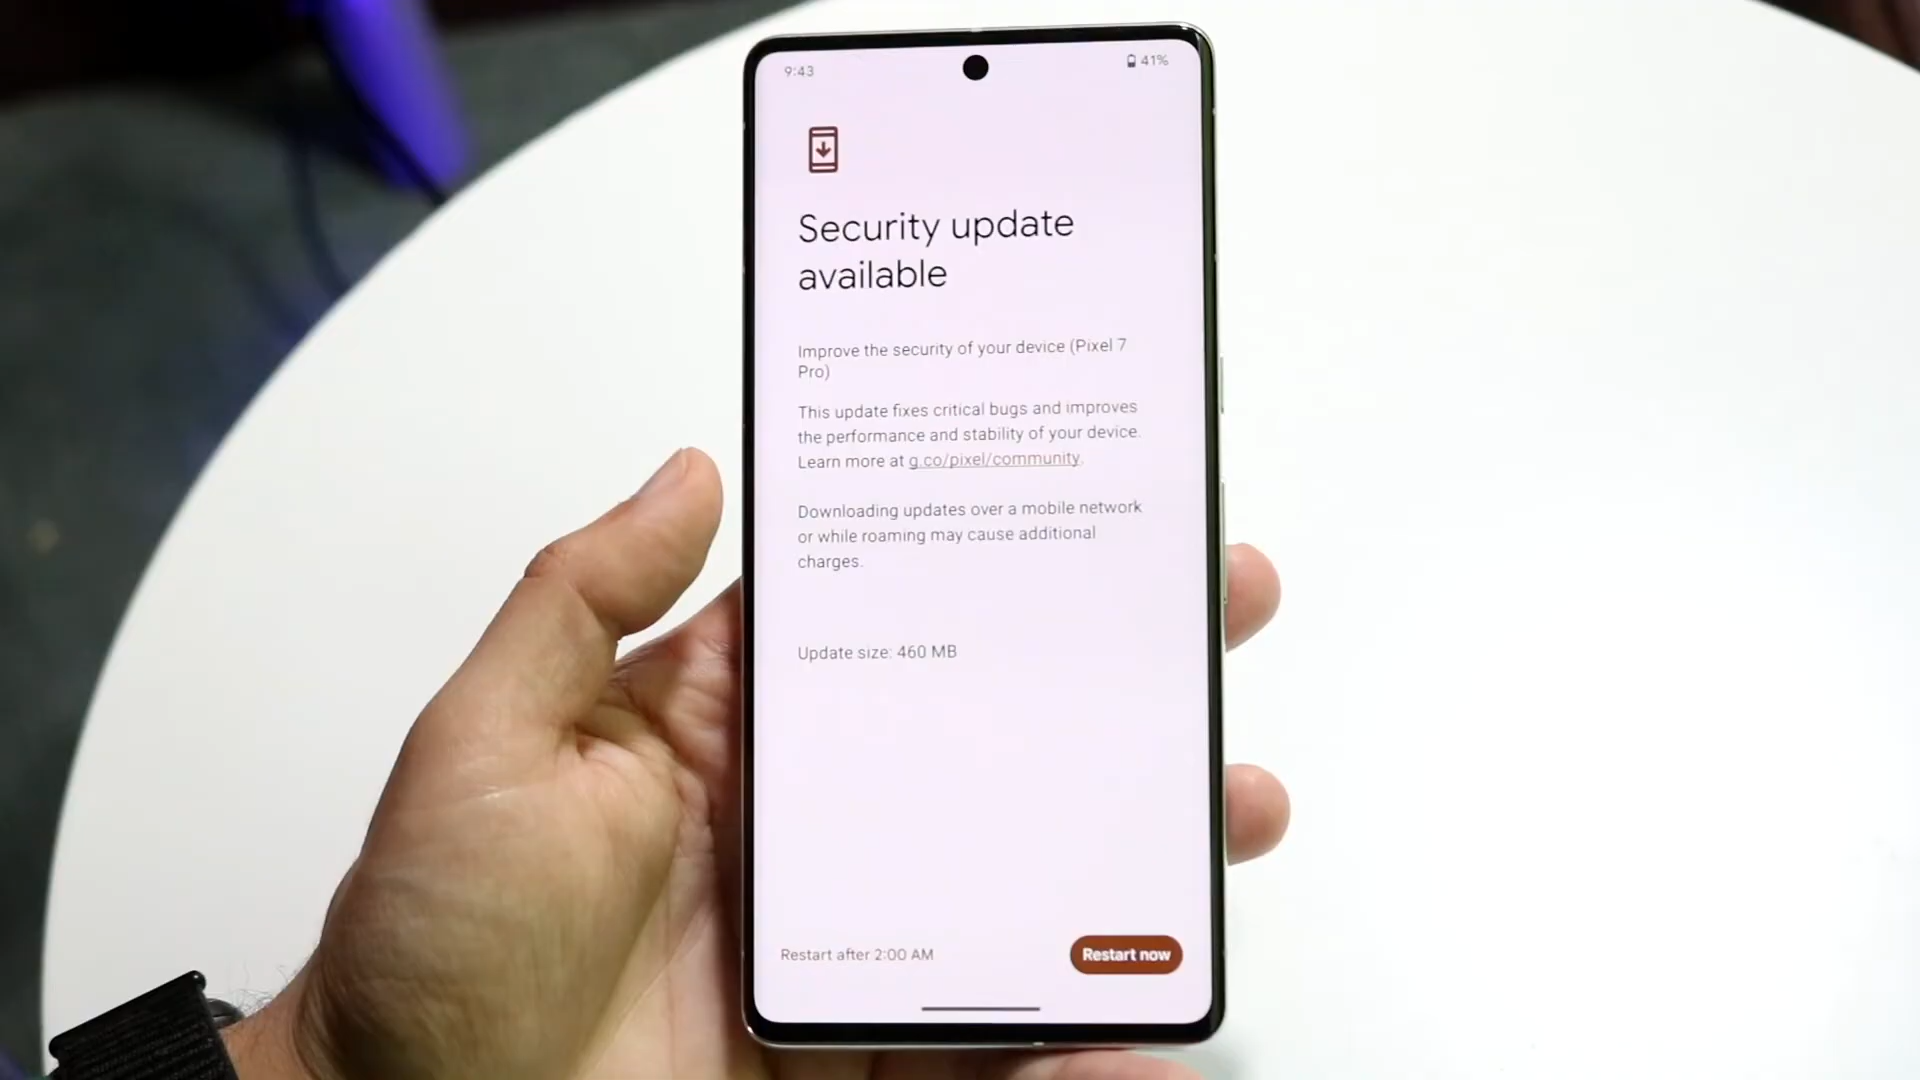 9:43
41%
Security update
available
Improve the security of your device (Pixel 7
Pro)
This update fixes critical bugs and improves
the performance and stability of your device.
Learn more at g.co/pixel/community.
Downloading updates over a mobile network
or while roaming may cause additional
charges.
Update size: 460 MB
Restart after 2:00 AM
Restart now